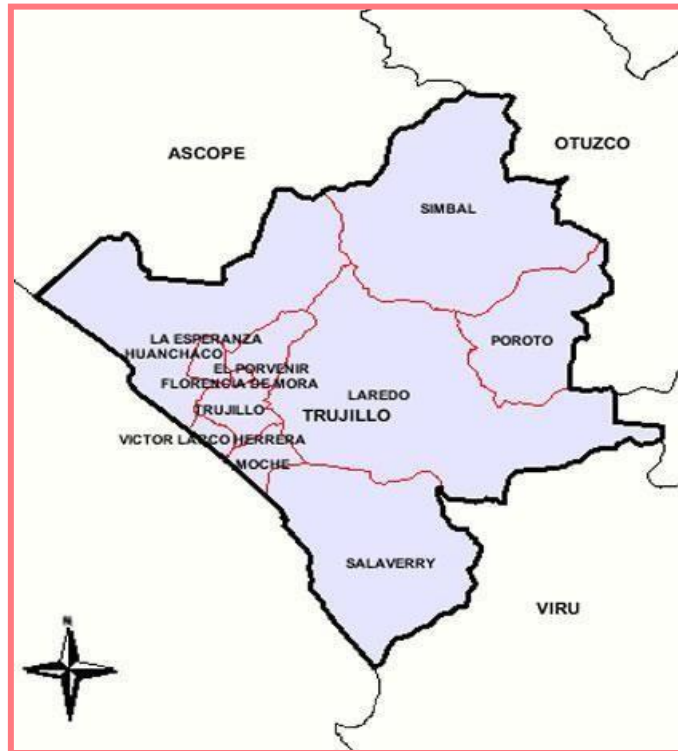 OTUZCO
ASCOPE
SIMBAL
LA ESPERANZA
POROTO
HUANCHACO
EL PORVENIR
FLORENCIA DE MORA
LAREDO
TRUJILLO
TRUJILLO
VICTOR LARCO HERRERA
MOCHE
SALAVERRY
VIRU
N